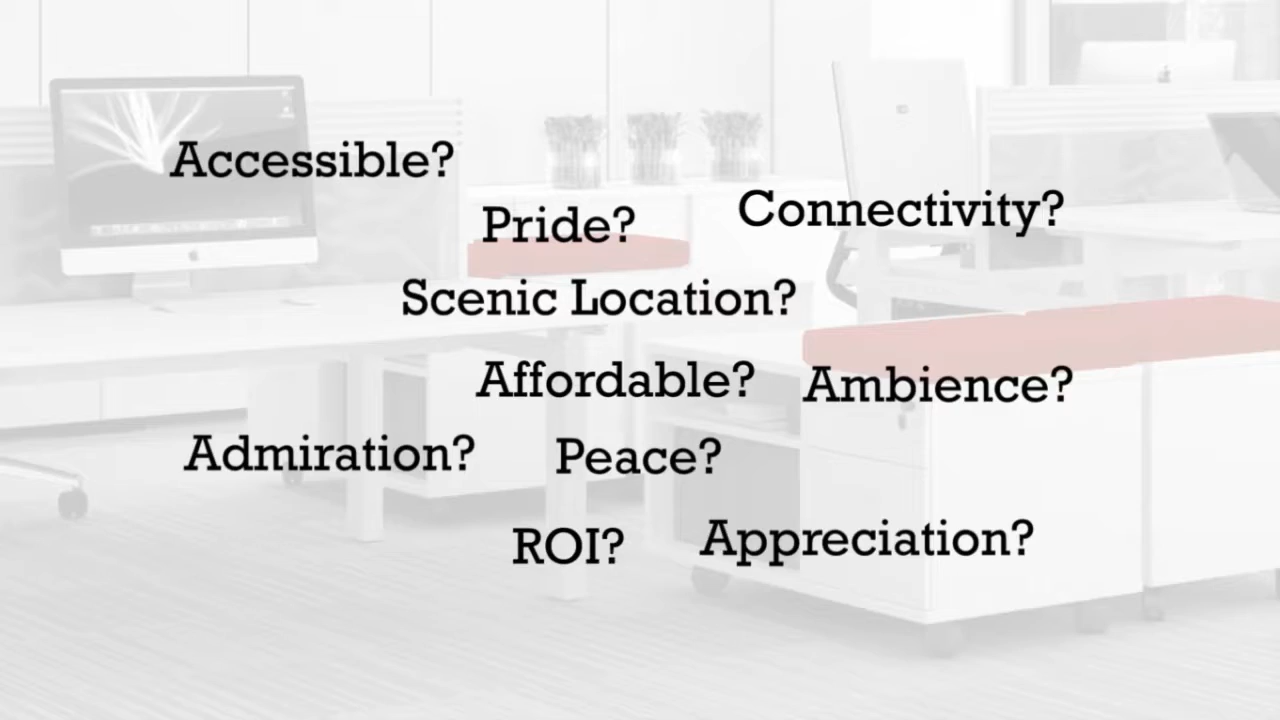 Accessible?
Pride?
Connectivity?
Scenic Location?
Affordable?
Ambience?
Admiration?
Peace?
ROI?
Appreciation?